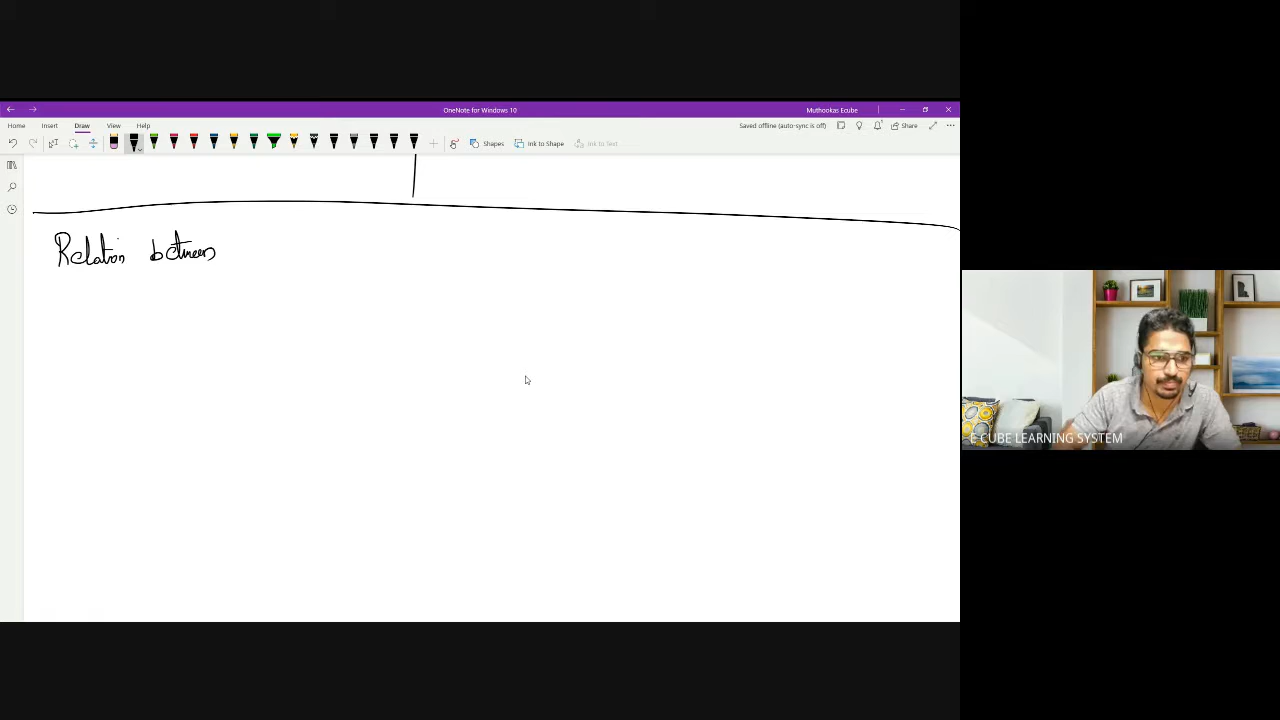 OneNote for Windows 10
Muthookas Ecube
Home Insert Draw View Help
Saved offline (auto-sync is off)
Share
Shapes
Ink to Shape
Ink to Text
Relation between
E CUBE LEARNING SYSTEM